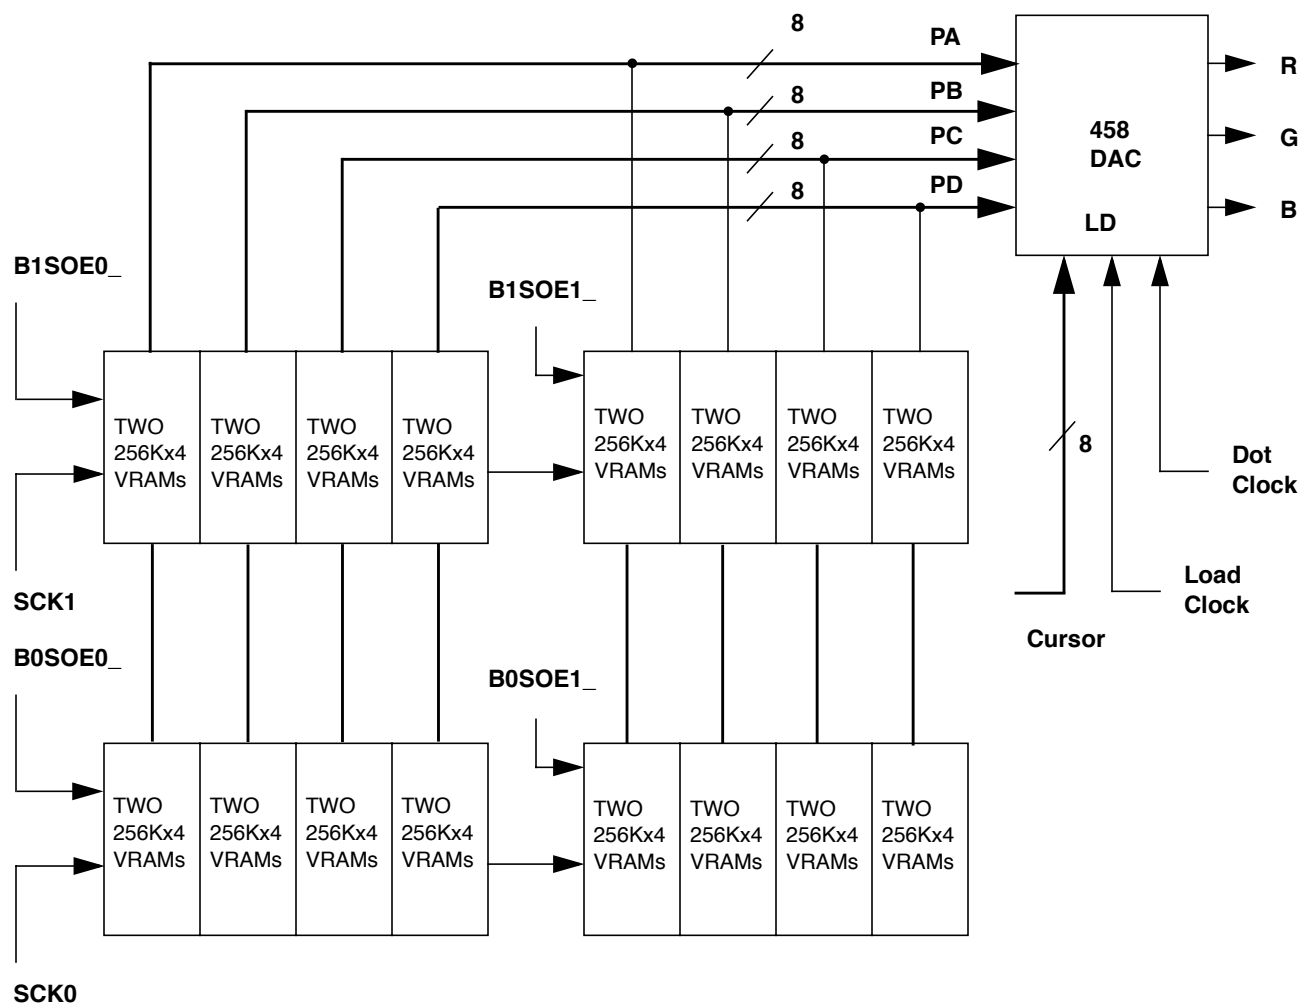 8
PA
R
8
PB
458
DAC
G
8
PC
8
PD
B
LD
B1SOE0_
B1SOE1_
TWO
256Kx4
VRAMs
TWO
256Kx4
VRAMs
TWO
256Kx4
VRAMs
TWO
256Kx4
VRAMs
TWO
256Kx4
VRAMs
TWO
256Kx4
VRAMs
TWO
256Kx4
VRAMs
TWO
256Kx4
VRAMs
8
Dot
Clock
Load
Clock
Cursor
SCK1
B0SOE0_
B0SOE1_
TWO
256Kx4
VRAMs
TWO
256Kx4
VRAMs
TWO
256Kx4
VRAMs
TWO
256Kx4
VRAMs
TWO
256Kx4
VRAMs
TWO
256Kx4
VRAMs
TWO
256Kx4
VRAMs
TWO
256Kx4
VRAMs
SCK0